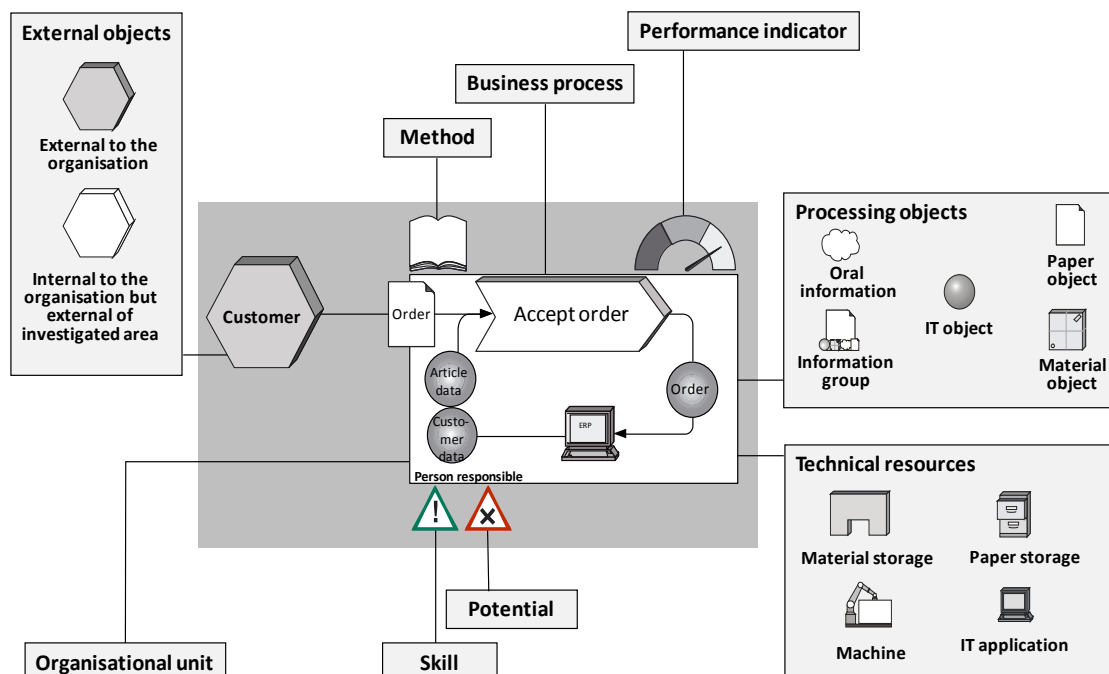 External objects
External to the
organisation
Internal to the
organisation but
external of
investigated area
Performance indicator
Business process
Method
Customer
Order
Accept order
Article
data
Custo-
mer
data
ERP
Order
Person responsible
Processing objects
Oral
information
Paper
object
IT object
Information
group
Material
object
Technical resources
Material storage
Paper storage
Machine
IT application
Potential
Organisational unit
Skill